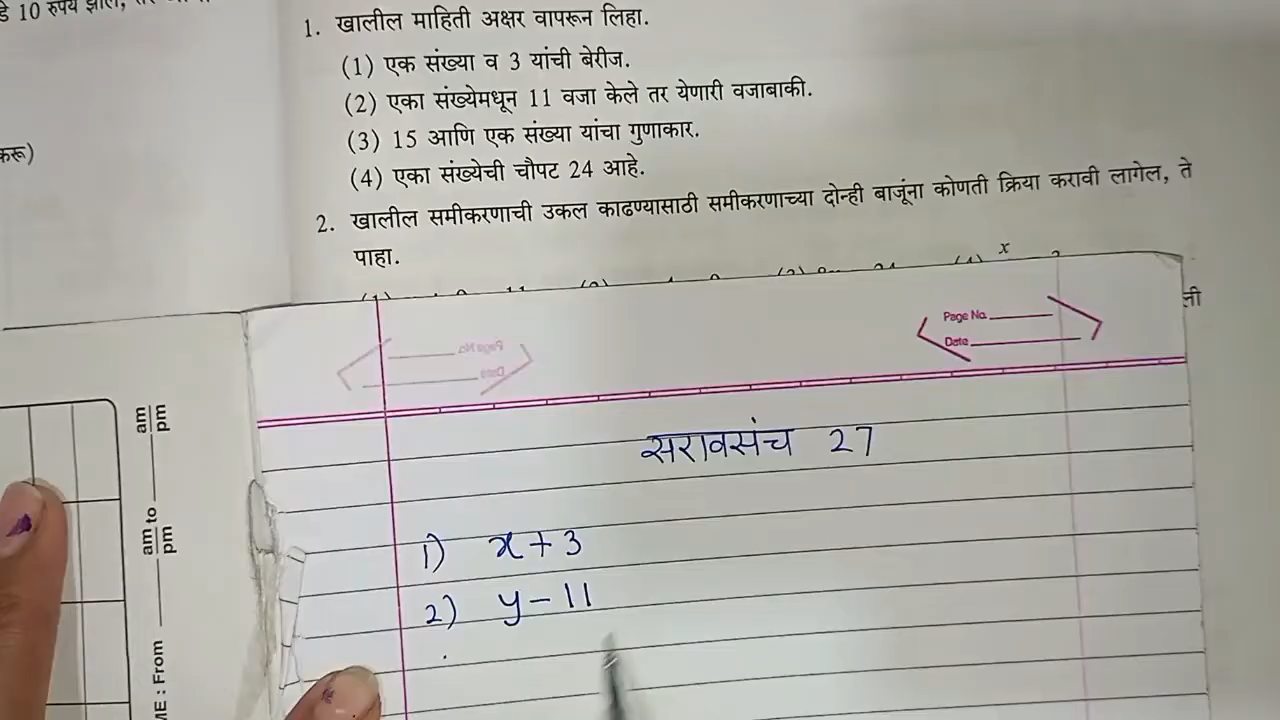 डे 10 रुपये झाले,
करू)
1. खालील माहिती अक्षर वापरून लिहा.
(1) एक संख्या व 3 यांची बेरीज.
(2) एका संख्येमधून 11 वजा केले तर येणारी वजाबाकी.
(3) 15 आणि एक संख्या यांचा गुणाकार.
(4) एका संख्येची चौपट 24 आहे.
2. खालील समीकरणाची उकल काढण्यासाठी समीकरणाच्या दोन्ही बाजूंना कोणती क्रिया करावी लागेल, ते
पाहा.
x
ली
Page No.
Date
सरावसंच 27
1) x + 3
2) y - 11
am
pm
am to
pm
ME : From